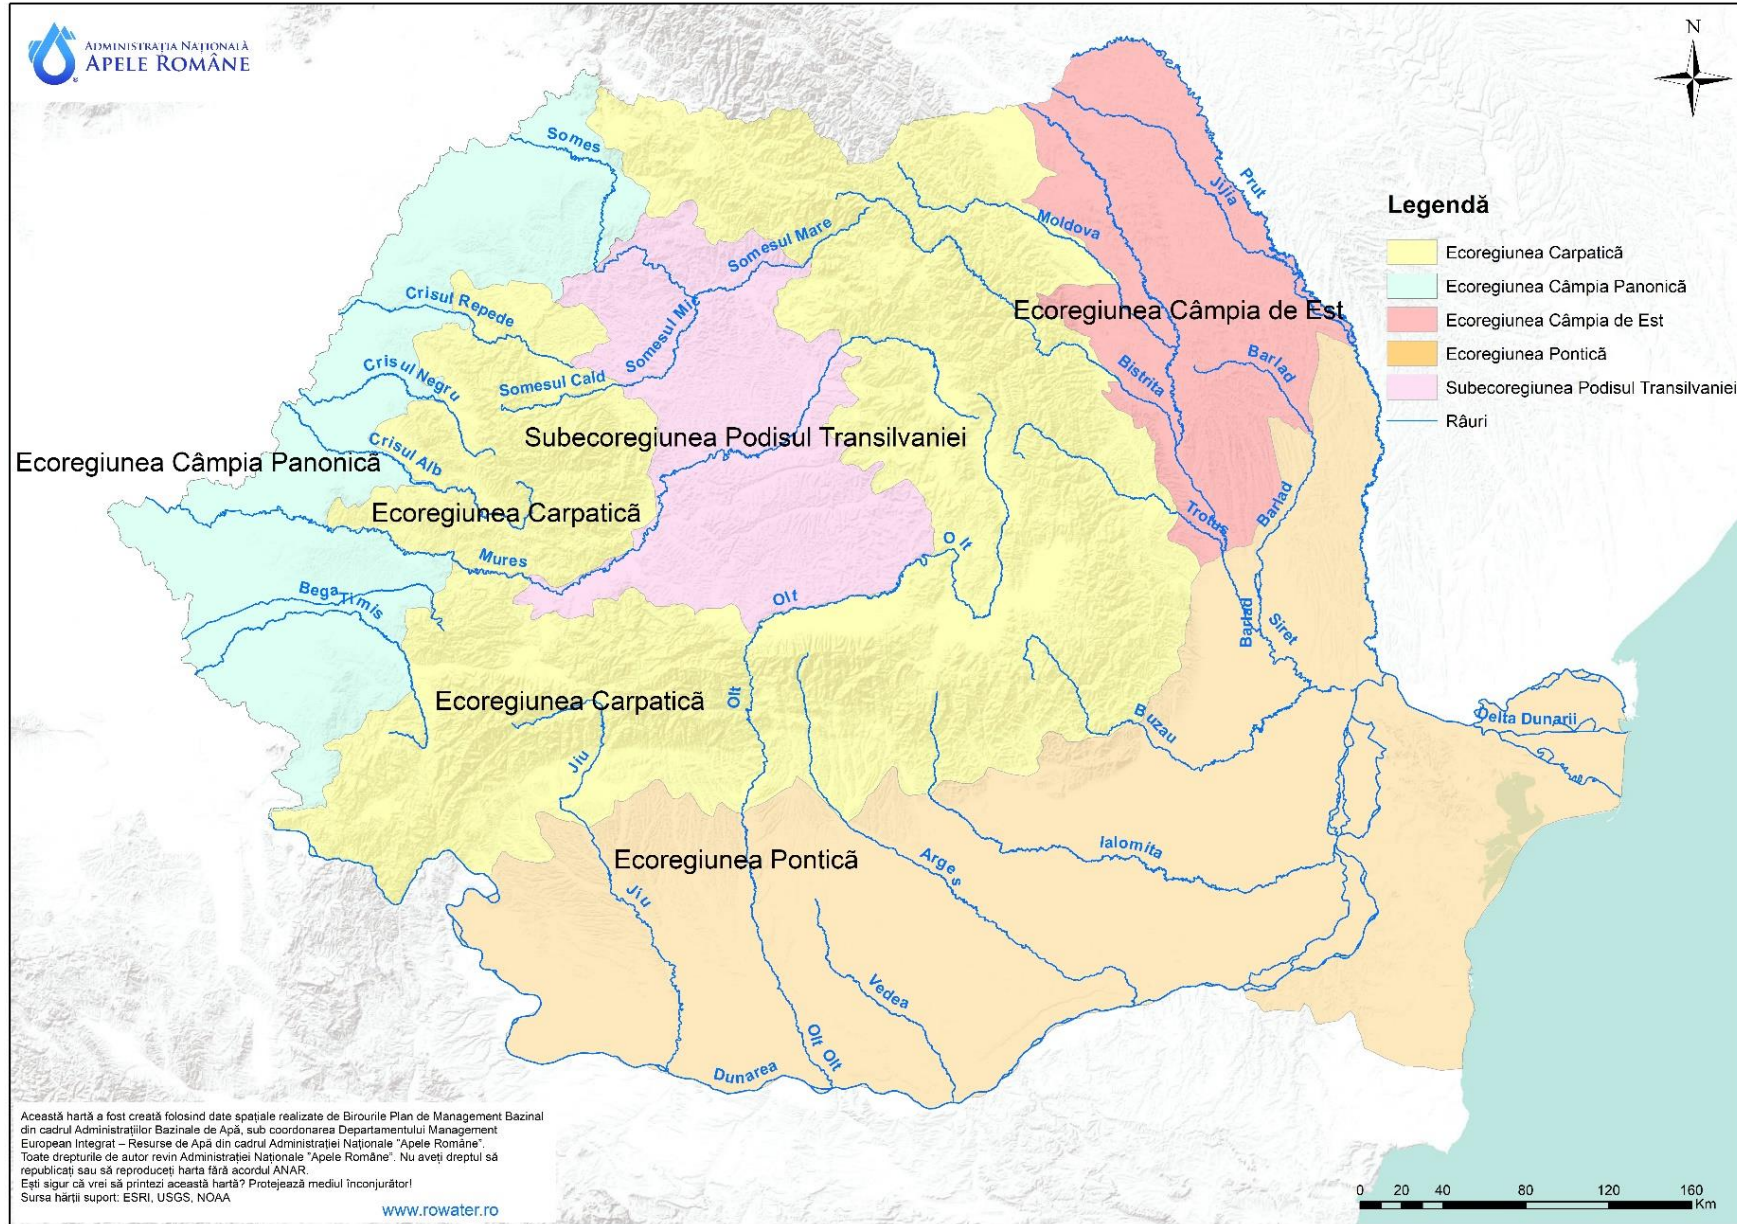 ADMINISTRAȚIA NAȚIONALĂ
APELE ROMÂNE
N
Legendă
Ecoregiunea Carpatică
Ecoregiunea Câmpia Panonică
Ecoregiunea Câmpia de Est
Ecoregiunea Pontică
Subecoregiunea Podisul Transilvaniei
Râuri
Somes
Prut
Jijia
Moldova
Somesul Mare
Crisul Repede
Somesul Mic
Ecoregiunea Câmpia de Est
Barlad
Bistrita
Crisul Negru
Somesul Cald
Subecoregiunea Podisul Transilvaniei
Crisul Alb
Ecoregiunea Câmpia Panonică
Ecoregiunea Carpatică
Barlad
Trotus
Mures
Olt
Bega
Timis
Olt
Barlad
Siret
Ecoregiunea Carpatică
Olt
Buzau
Delta Dunarii
Jiu
Ecoregiunea Pontică
Arges
Ialomita
Jiu
Vedea
Olt
Olt
Dunarea
Această hartă a fost creată folosind date spațiale realizate de Birourile Plan de Management Bazinal
din cadrul Administrațiilor Bazinale de Apă, sub coordonarea Departamentului Management
European Integrat – Resurse de Apă din cadrul Administrației Naționale "Apele Române".
Toate drepturile de autor revin Administrației Naționale "Apele Române". Nu aveți dreptul să
republicați sau să reproduceți harta fără acordul ANAR.
Ești sigur că vrei să printezi această hartă? Protejează mediul înconjurător!
Sursa hărții suport: ESRI, USGS, NOAA
www.rowater.ro
0 20 40 80 120 160
Km